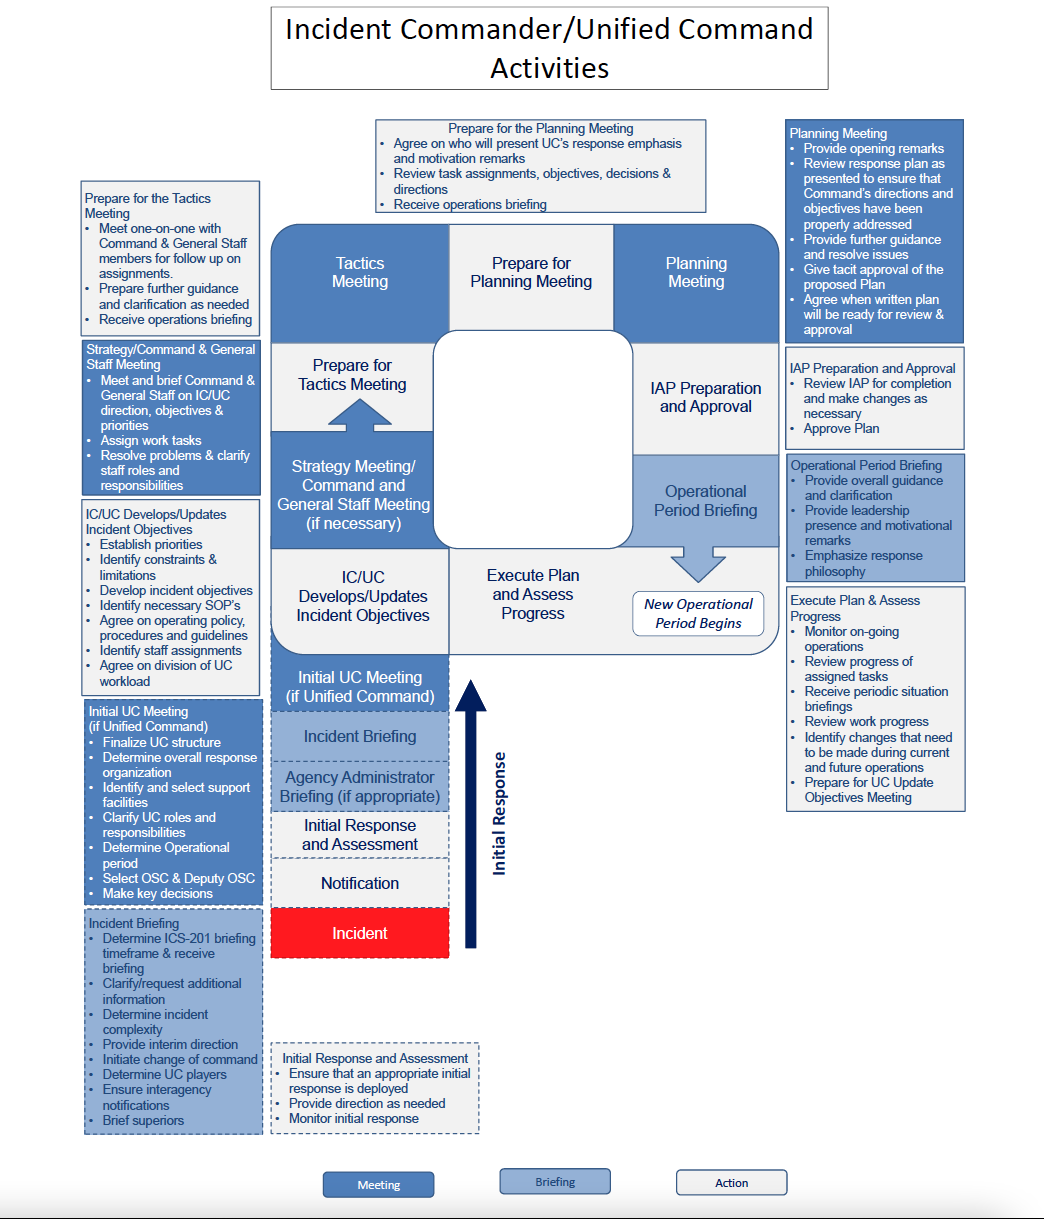 Incident Commander/Unified Command
Activities
Prepare for the Planning Meeting
• Agree on who will present UC's response emphasis
and motivation remarks
• Review task assignments, objectives, decisions &
directions
• Receive operations briefing
Planning Meeting
• Provide opening remarks
• Review response plan as
presented to ensure that
Command's directions and
objectives have been
properly addressed
• Provide further guidance
and resolve issues
• Give tacit approval of the
proposed Plan
• Agree when written plan
will be ready for review &
approval
Prepare for the Tactics
Meeting
• Meet one-on-one with
Command & General Staff
members for follow up on
assignments.
• Prepare further guidance
and clarification as needed
• Receive operations briefing
Strategy/Command & General
Staff Meeting
• Meet and brief Command &
General Staff on IC/UC
direction, objectives &
priorities
• Assign work tasks
• Resolve problems & clarify
staff roles and
responsibilities
IC/UC Develops/Updates
Incident Objectives
• Establish priorities
• Identify constraints &
limitations
• Develop incident objectives
• Identify necessary SOP's
• Agree on operating policy,
procedures and guidelines
• Identify staff assignments
• Agree on division of UC
workload
Initial UC Meeting
(if Unified Command)
• Finalize UC structure
• Determine overall response
organization
• Identify and select support
facilities
• Clarify UC roles and
responsibilities
• Determine Operational
period
• Select OSC & Deputy OSC
• Make key decisions
Incident Briefing
• Determine ICS-201 briefing
timeframe & receive
briefing
• Clarify/request additional
information
• Determine incident
complexity
• Provide interim direction
• Initiate change of command
• Determine UC players
• Ensure interagency
notifications
• Brief superiors
Tactics
Meeting
Prepare for
Planning Meeting
Planning
Meeting
Prepare for
Tactics Meeting
IAP Preparation
and Approval
Strategy Meeting/
Command and
General Staff Meeting
(if necessary)
Operational
Period Briefing
IC/UC
Develops/Updates
Incident Objectives
Execute Plan
and Assess
Progress
New Operational
Period Begins
Initial UC Meeting
(if Unified Command)
Incident Briefing
Agency Administrator
Briefing (if appropriate)
Initial Response
and Assessment
Notification
Incident
Initial Response
IAP Preparation and Approval
• Review IAP for completion
and make changes as
necessary
• Approve Plan
Operational Period Briefing
• Provide overall guidance
and clarification
• Provide leadership
presence and motivational
remarks
• Emphasize response
philosophy
Execute Plan & Assess
Progress
• Monitor on-going
operations
• Review progress of
assigned tasks
• Receive periodic situation
briefings
• Review work progress
• Identify changes that need
to be made during current
and future operations
• Prepare for UC Update
Objectives Meeting
Initial Response and Assessment
• Ensure that an appropriate initial
response is deployed
• Provide direction as needed
• Monitor initial response
Meeting
Briefing
Action